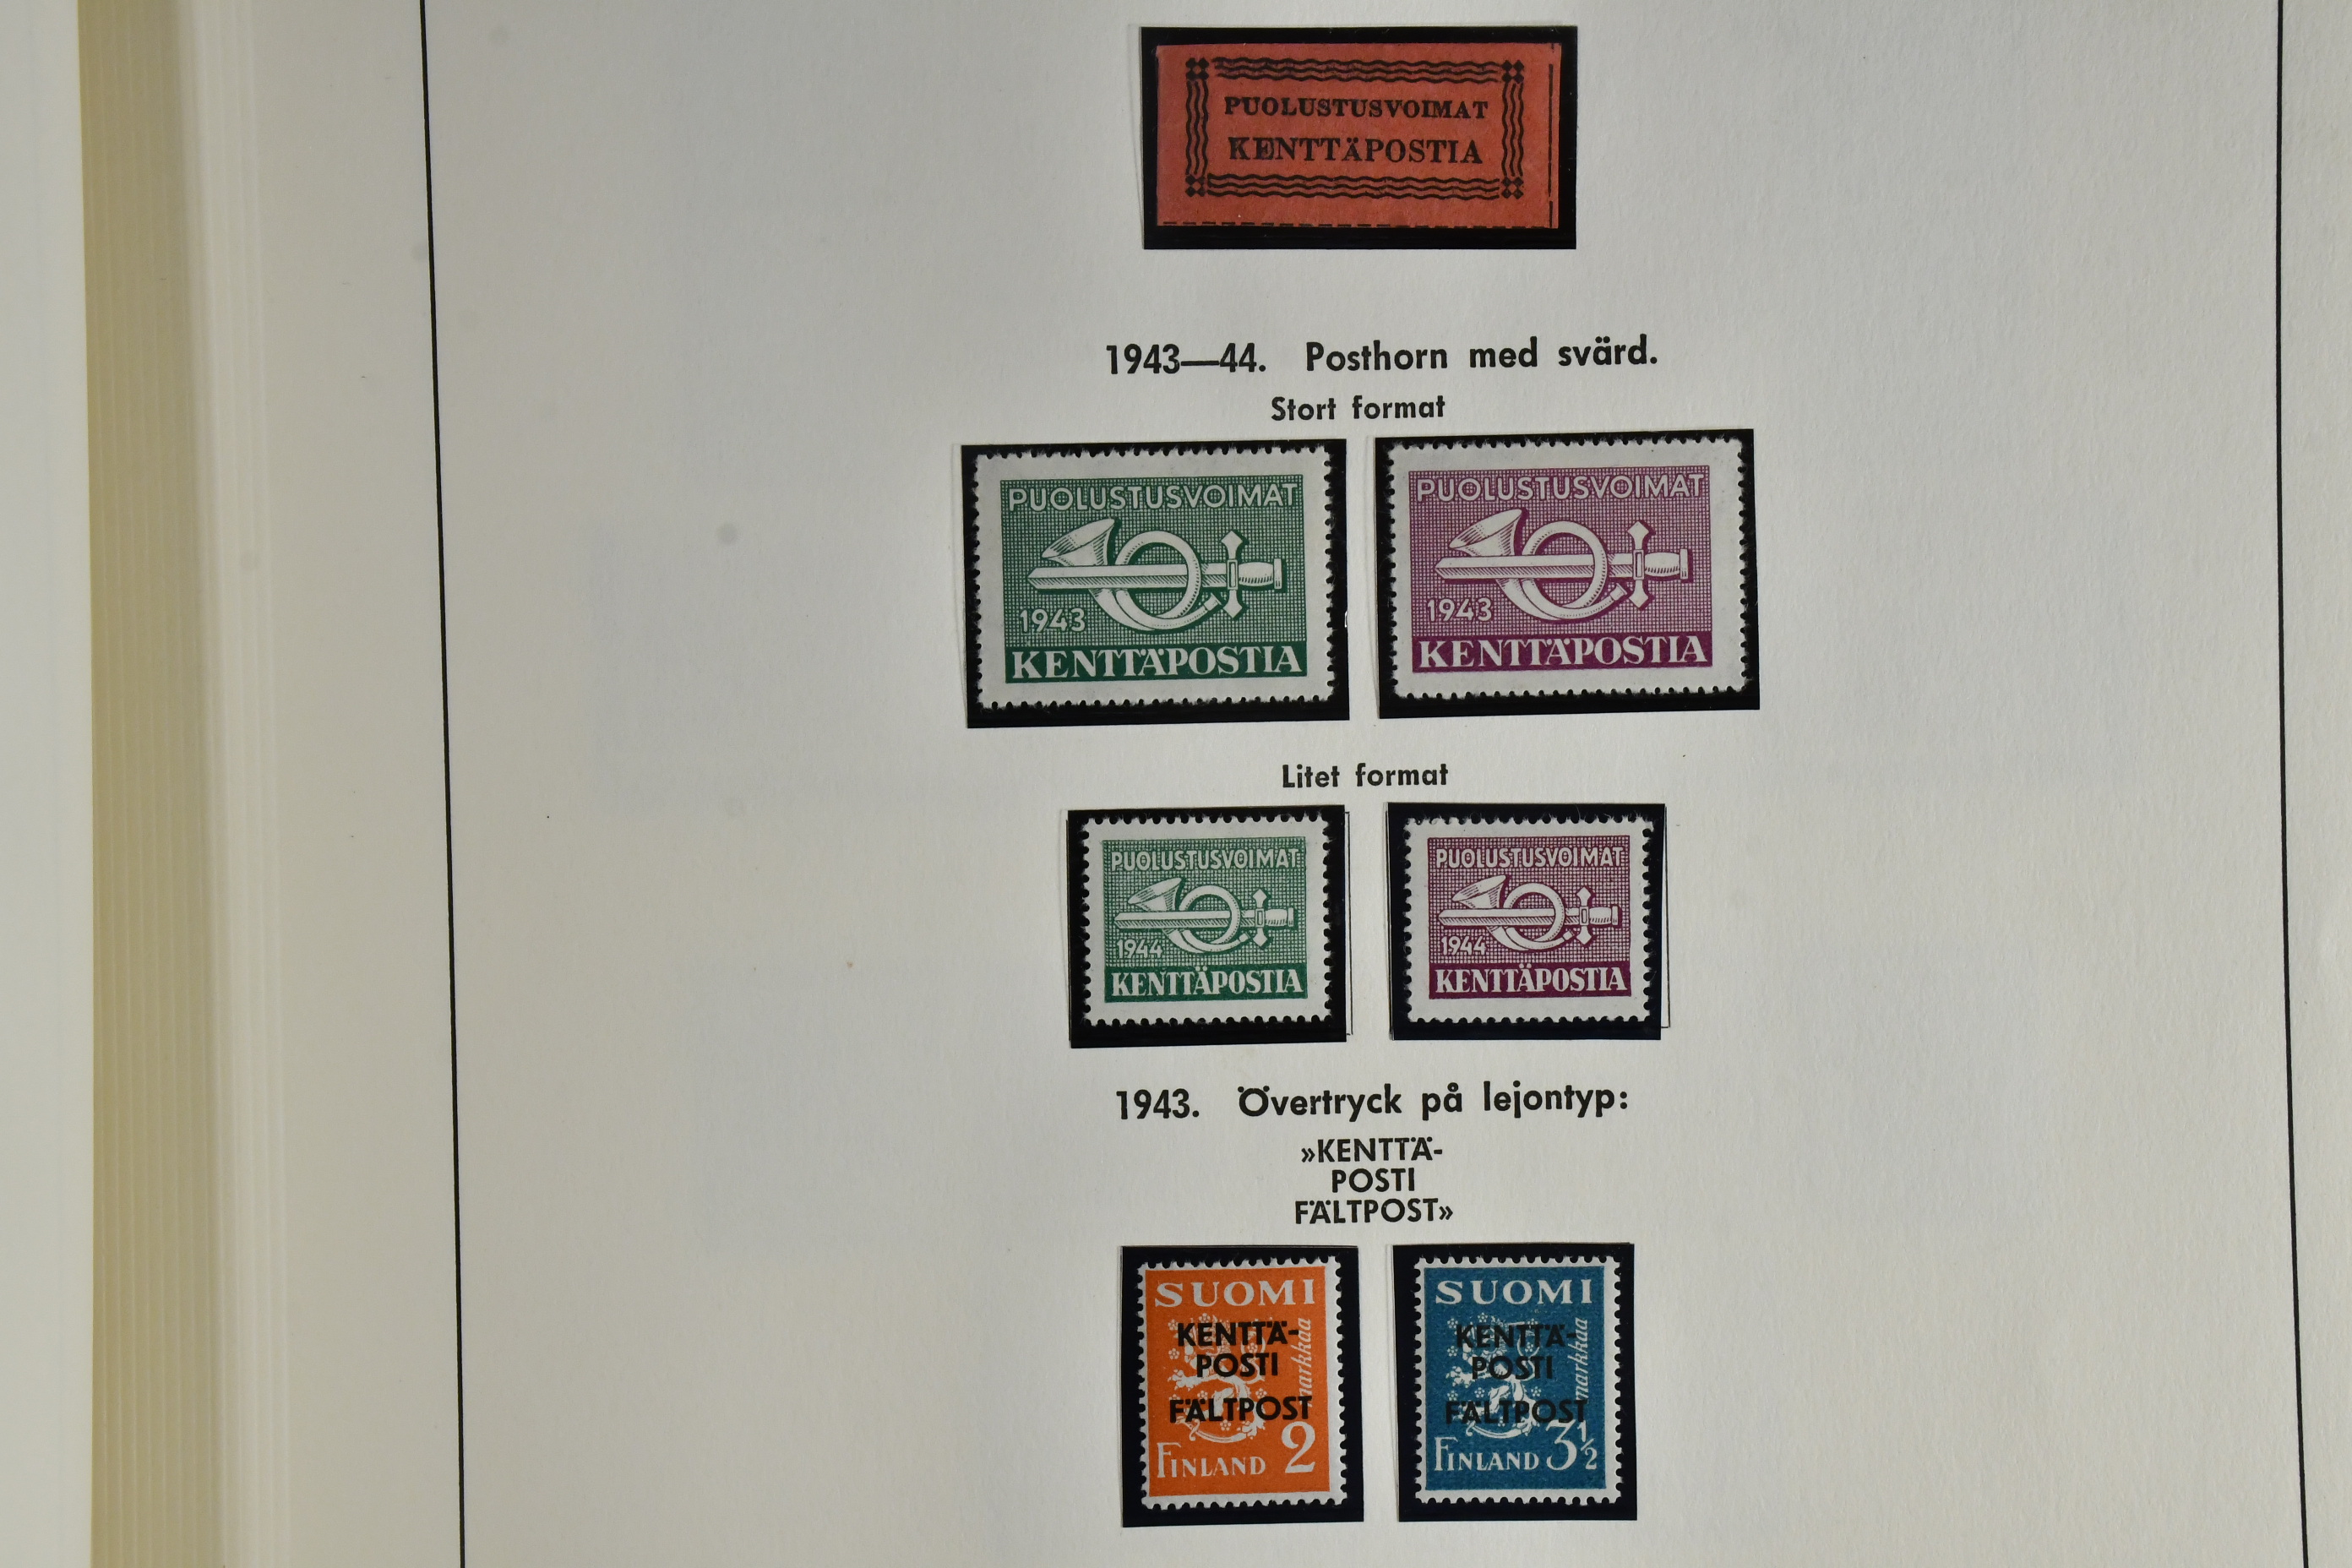 PUOLUSTUSVOIMAT
KENTTÄPOSTIA
1943—44. Posthorn med svärd.
Stort format
PUOLUSTUSVOIMAT
1943
KENTTÄPOSTIA
PUOLUSTUSVOIMAT
1943
KENTTÄPOSTIA
Litet format
PUOLUSTUSVOIMAT
1944
KENTTÄPOSTIA
PUOLUSTUSVOIMAT
1944
KENTTÄPOSTIA
1943. Övertryck på lejontyp:
»KENTTÄ-
POSTI
FÄLTPOST»
SUOMI
KENTTÄ-
POSTI
FÄLTPOST
markkaa
FINLAND 2
SUOMI
KENTTÄ-
POSTI
FÄLTPOST
markkaa
FINLAND 3½